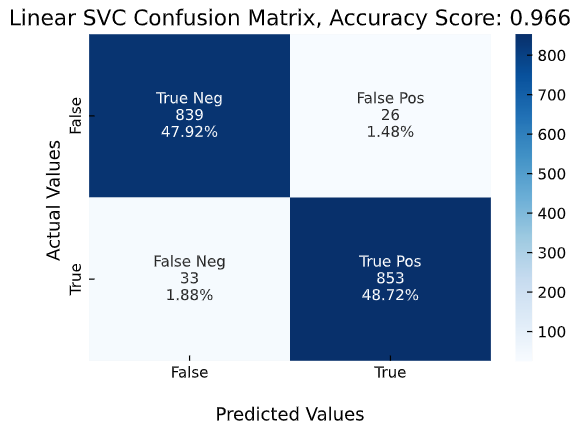 Linear SVC Confusion Matrix, Accuracy Score: 0.966
Actual Values
False
True
True Neg
839
47.92%
False Pos
26
1.48%
False Neg
33
1.88%
True Pos
853
48.72%
False
True
Predicted Values
800
700
600
500
400
300
200
100